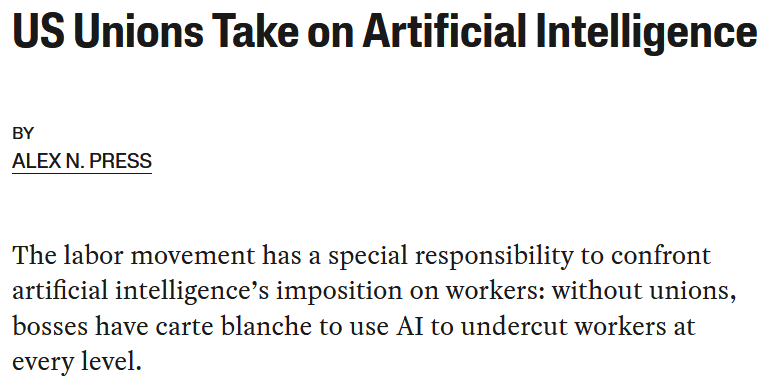 US Unions Take on Artificial Intelligence
BY
ALEX N. PRESS
The labor movement has a special responsibility to confront
artificial intelligence’s imposition on workers: without unions,
bosses have carte blanche to use AI to undercut workers at
every level.